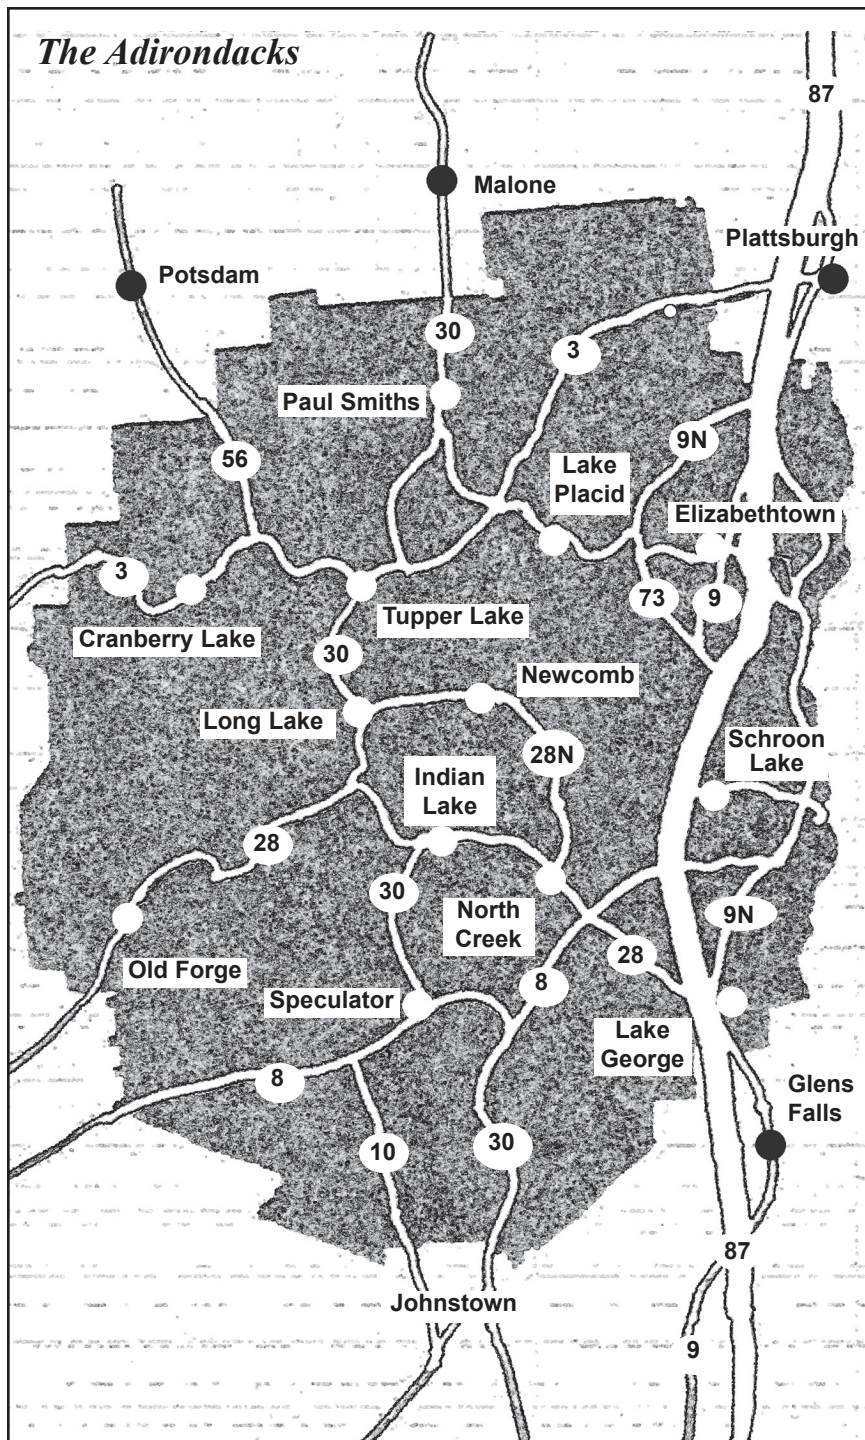 The Adirondacks
87
Malone
Plattsburgh
Potsdam
30
3
Paul Smiths
9N
56
Lake
Placid
Elizabethtown
3
73
9
Cranberry Lake
Tupper Lake
30
Newcomb
Long Lake
28N
Schroon
Lake
Indian
Lake
28
30
North
Creek
9N
Old Forge
28
8
Speculator
Lake
George
8
Glens
Falls
10
30
87
Johnstown
9